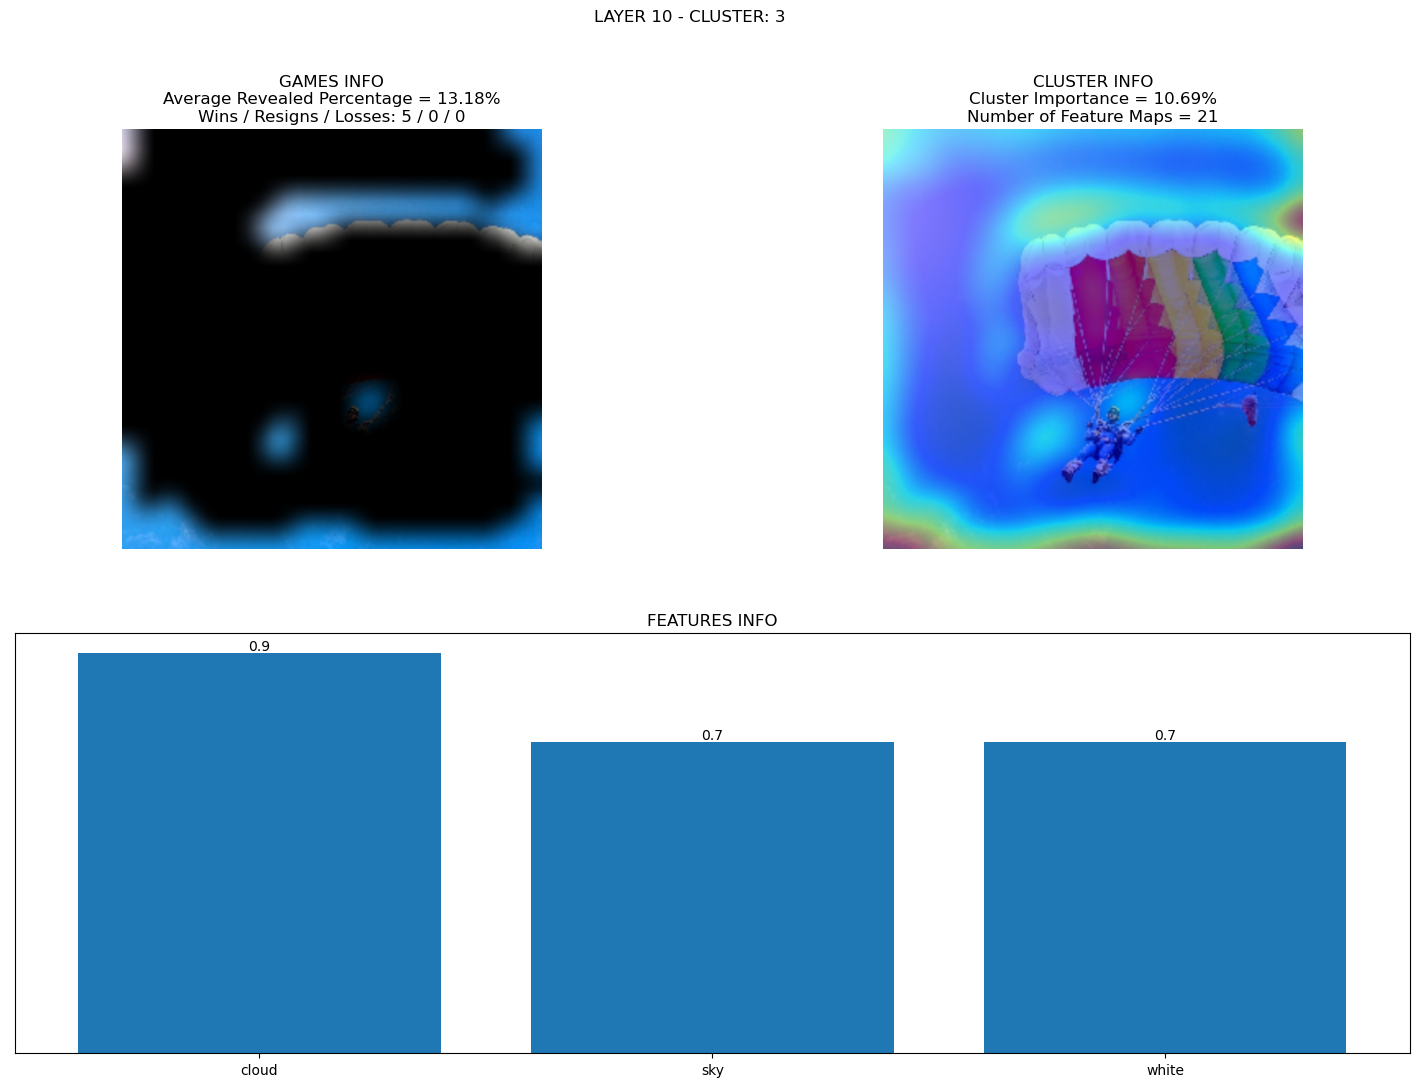 LAYER 10 - CLUSTER: 3
GAMES INFO
Average Revealed Percentage = 13.18%
Wins / Resigns / Losses: 5 / 0 / 0
CLUSTER INFO
Cluster Importance = 10.69%
Number of Feature Maps = 21
FEATURES INFO
0.9
0.7
0.7
cloud
sky
white